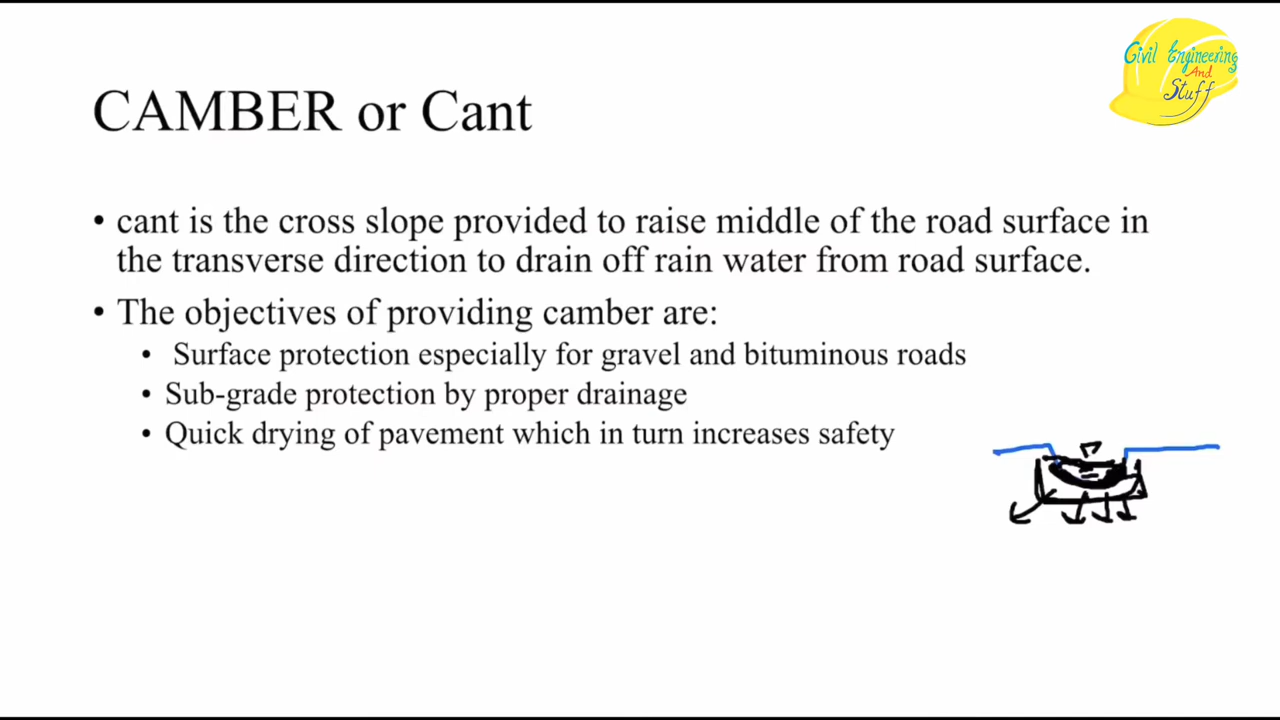 Civil Engineering
And
Stuff
CAMBER or Cant
• cant is the cross slope provided to raise middle of the road surface in
the transverse direction to drain off rain water from road surface.
• The objectives of providing camber are:
• Surface protection especially for gravel and bituminous roads
• Sub-grade protection by proper drainage
• Quick drying of pavement which in turn increases safety